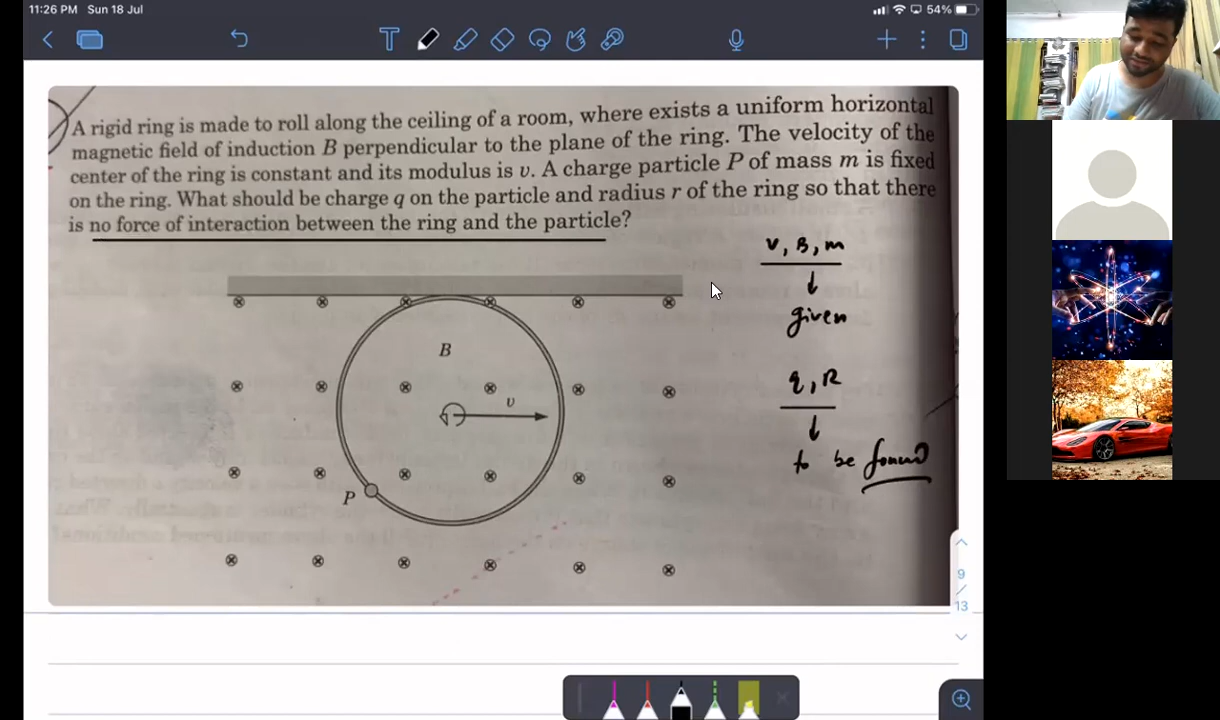 11:26 PM Sun 18 Jul
54%
T
A rigid ring is made to roll along the ceiling of a room, where exists a uniform horizontal
magnetic field of induction B perpendicular to the plane of the ring. The velocity of the
center of the ring is constant and its modulus is v. A charge particle P of mass m is fixed
on the ring. What should be charge q on the particle and radius r of the ring so that there
is no force of interaction between the ring and the particle?
v, B, m
given
B
q, R
v
to be found
P
9
/
13